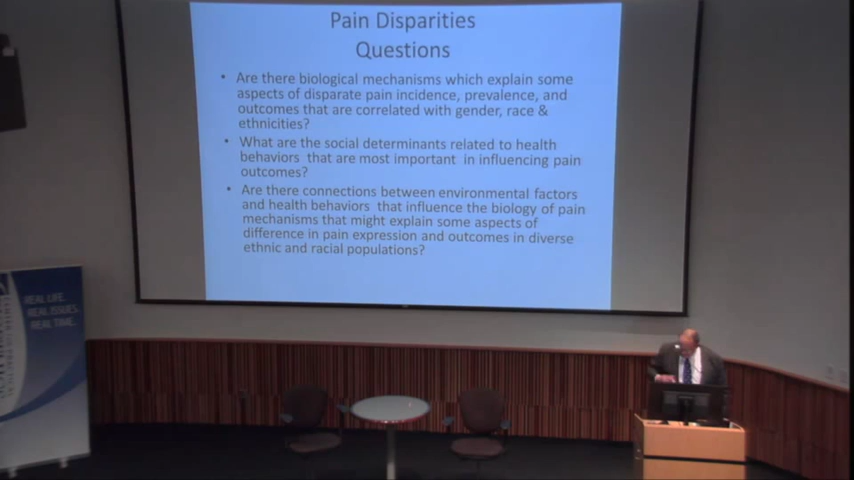 Pain Disparities
Questions
• Are there biological mechanisms which explain some
aspects of disparate pain incidence, prevalence, and
outcomes that are correlated with gender, race &
ethnicities?
• What are the social determinants related to health
behaviors that are most important in influencing pain
outcomes?
• Are there connections between environmental factors
and health behaviors that influence the biology of pain
mechanisms that might explain some aspects of
difference in pain expression and outcomes in diverse
ethnic and racial populations?
REAL LIFE.
REAL ISSUES.
REAL TIME.